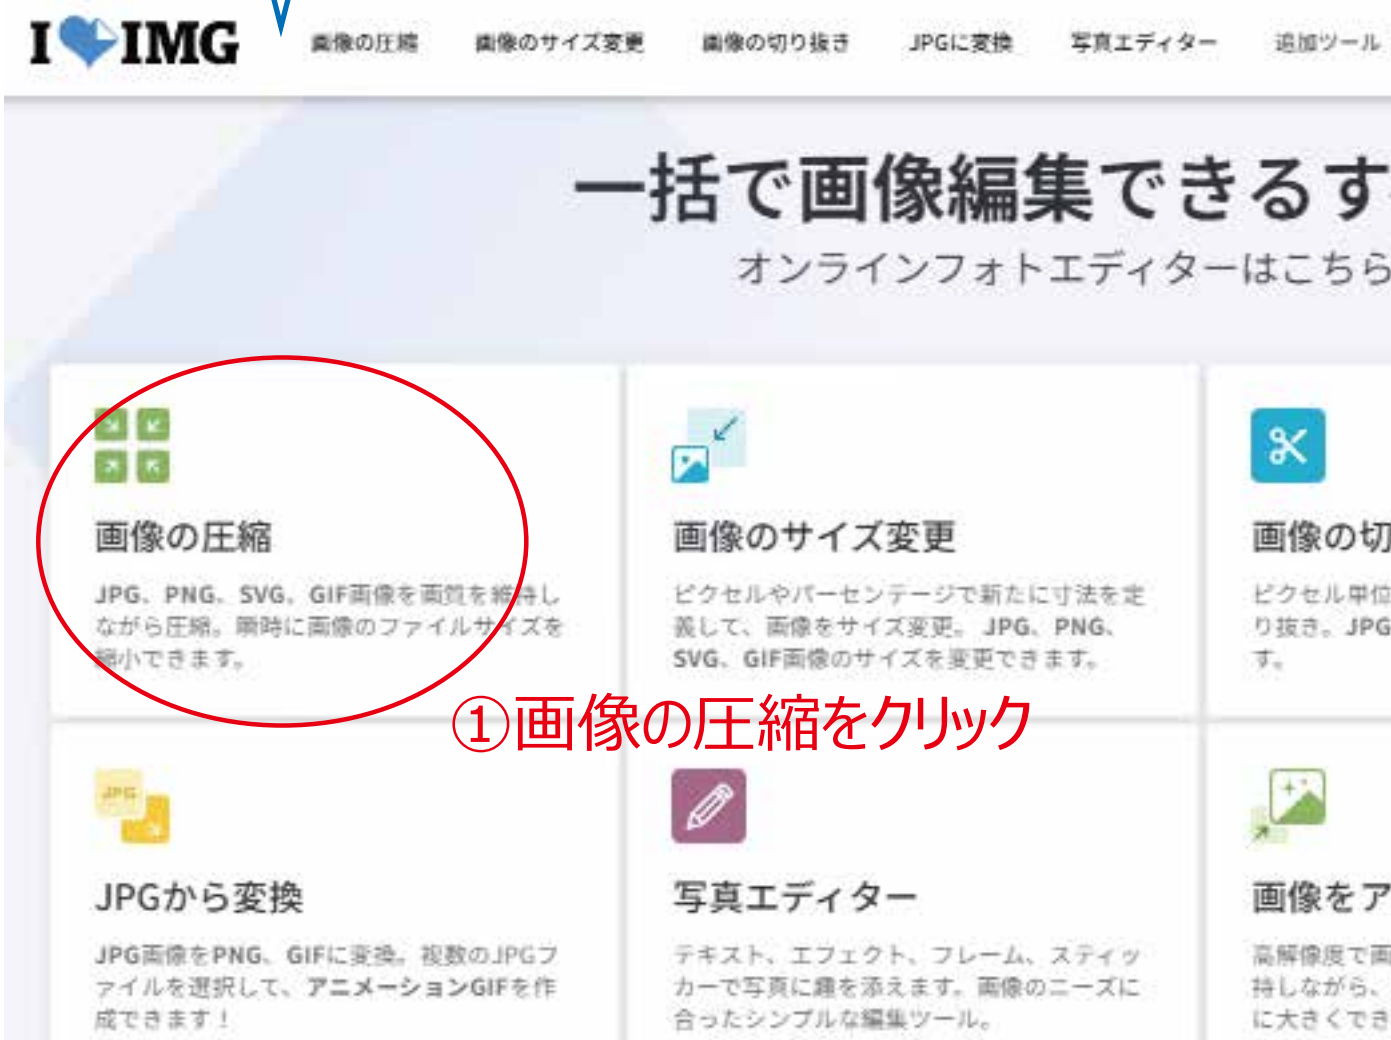 I IMG
画像の圧縮 画像のサイズ変更 画像の切り抜き JPGに変換 写真エディター 追加ツール
一括で画像編集できるす
オンラインフォトエディターはこちら
画像の圧縮
JPG、PNG、SVG、GIF画像を画質を維持し
ながら圧縮。瞬時に画像のファイルサイズを
縮小できます。
画像のサイズ変更
ピクセルやパーセンテージで新たに寸法を定
義して、画像をサイズ変更。 JPG、PNG、
SVG、GIF画像のサイズを変更できます。
画像の切
ピクセル単位
り抜き。JPG
す。
①画像の圧縮をクリック
JPG
JPGから変換
JPG画像をPNG、GIFに変換。複数のJPGフ
ァイルを選択して、アニメーションGIFを作
成できます！
写真エディター
テキスト、エフェクト、フレーム、スティッ
カーで写真に趣を添えます。画像のニーズに
合ったシンプルな編集ツール。
画像をア
高解像度で画
持しながら、
に大きくでき